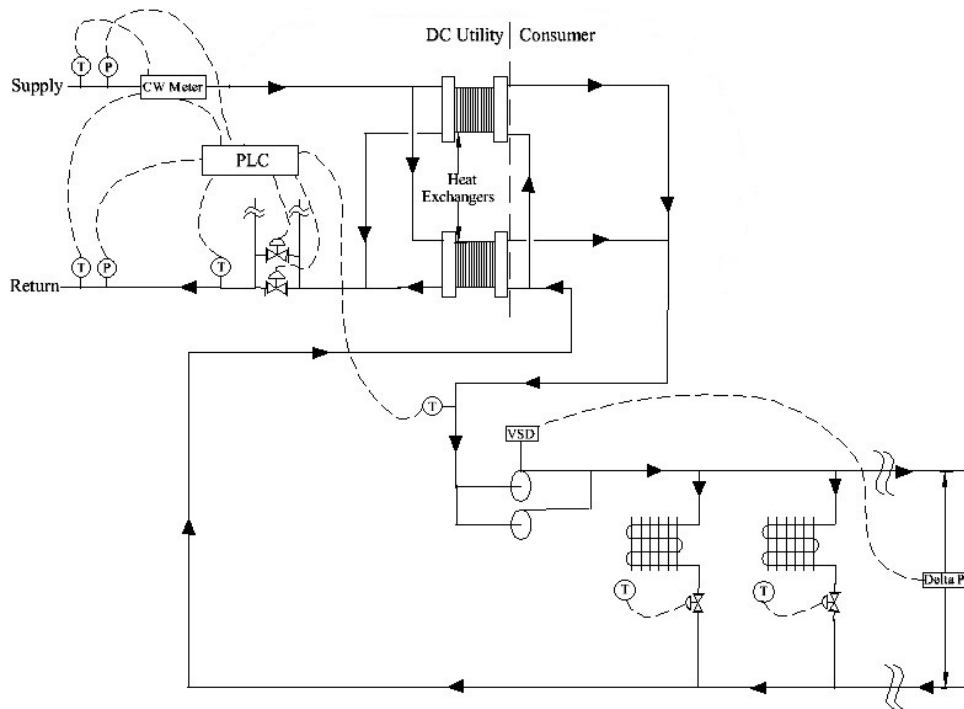 DC Utility Consumer
T P
Supply
CW Meter
PLC
Heat
Exchangers
T P T
Return
T
VSD
Delta P
T T